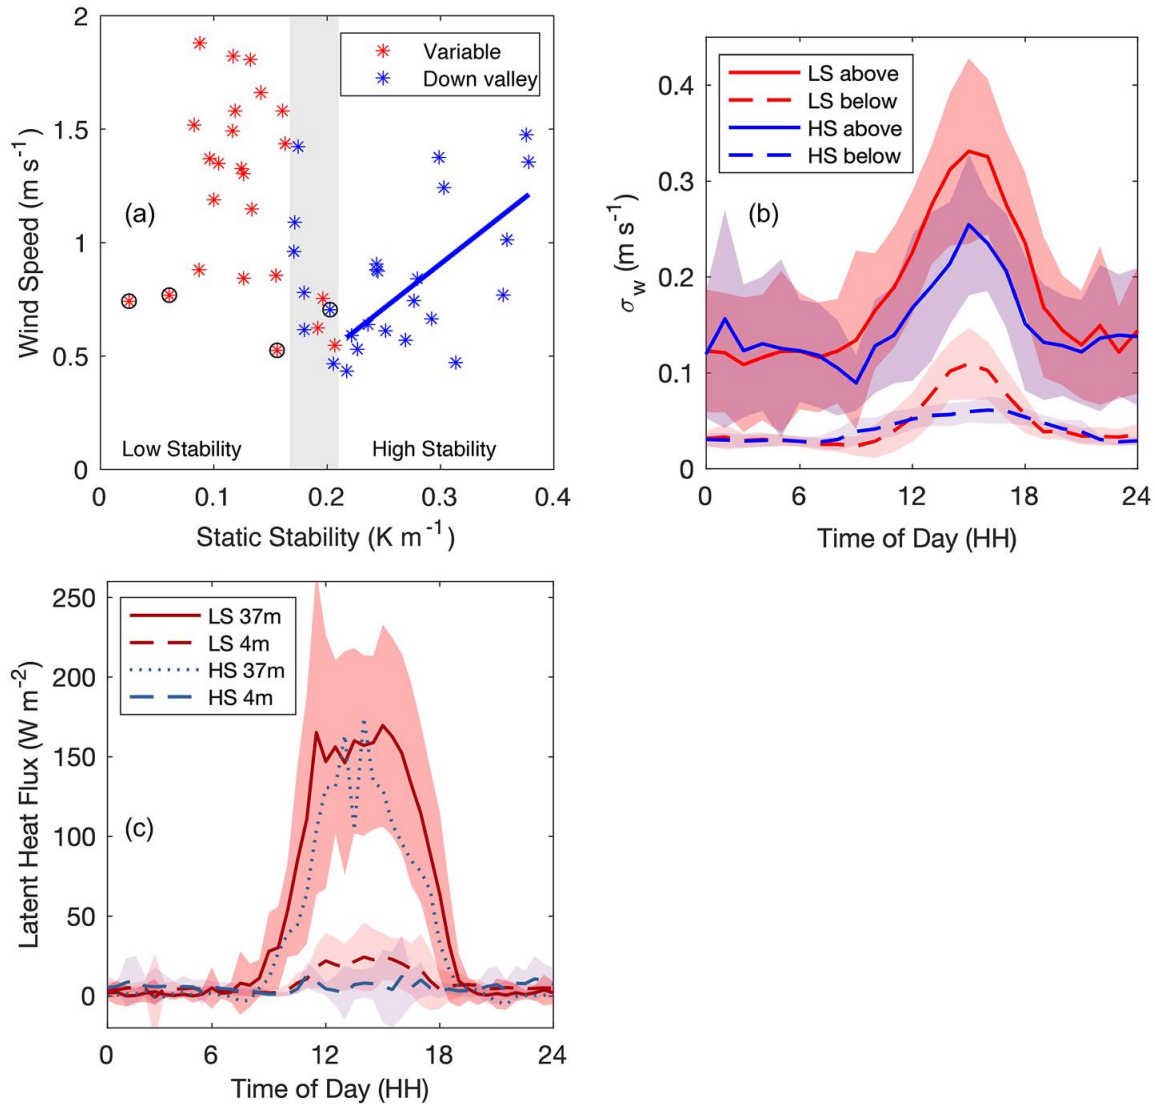 2
1.5
1
0.5
0
Wind Speed (m s-1)
Variable
Down valley
(a)
Low Stability
High Stability
0
0.1
0.2
0.3
0.4
Static Stability (K m-1)
0.4
0.3
0.2
0.1
0
σw (m s-1)
LS above
LS below
HS above
HS below
(b)
0
6
12
18
24
Time of Day (HH)
250
200
150
100
50
0
Latent Heat Flux (W m-2)
LS 37m
LS 4m
HS 37m
HS 4m
(c)
0
6
12
18
24
Time of Day (HH)